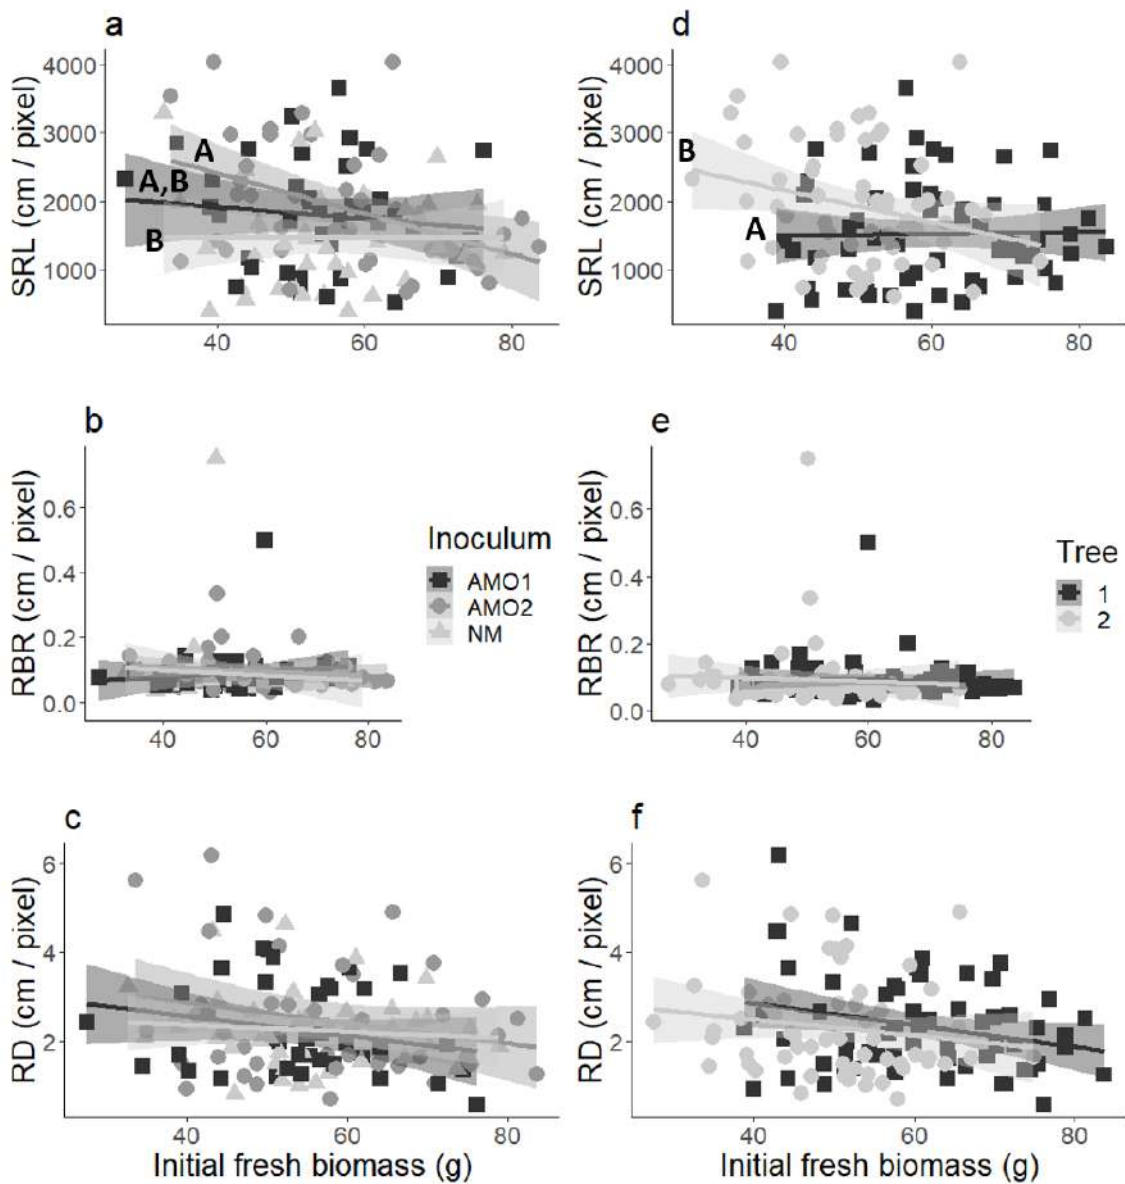 a
SRL (cm / pixel)
4000
3000
2000
1000
A
A,B
B
40 60 80
d
SRL (cm / pixel)
4000
3000
2000
1000
B
A
40 60 80
b
RBR (cm / pixel)
0.6
0.4
0.2
0.0
40 60 80
Inoculum
AMO1
AMO2
NM
e
RBR (cm / pixel)
0.6
0.4
0.2
0.0
40 60 80
Tree
1
2
c
RD (cm / pixel)
6
4
2
40 60 80
Initial fresh biomass (g)
f
RD (cm / pixel)
6
4
2
40 60 80
Initial fresh biomass (g)